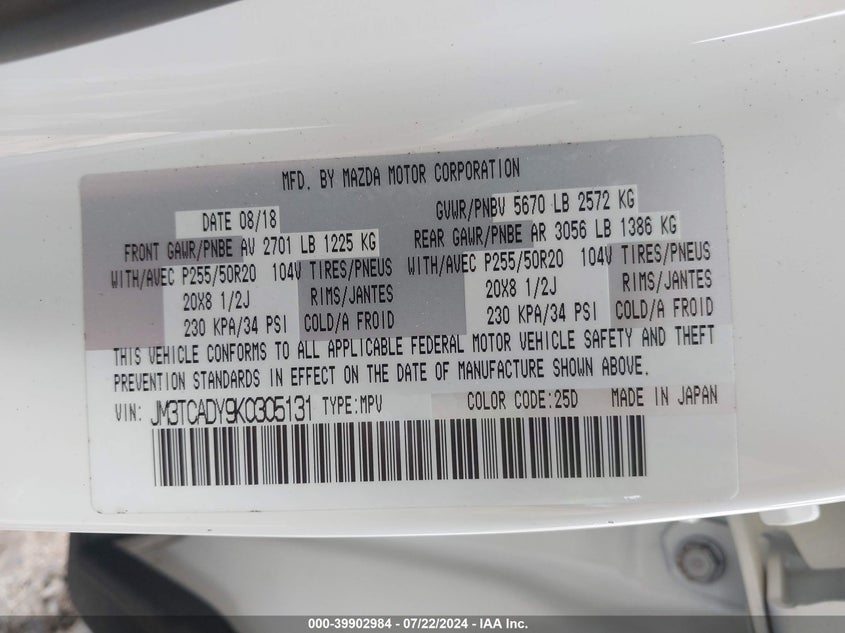 MFD. BY MAZDA MOTOR CORPORATION
DATE 08/18 GVWR/PNBV 5670 LB 2572 KG
FRONT GAWR/PNBE AV 2701 LB 1225 KG REAR GAWR/PNBE AR 3056 LB 1386 KG
WITH/AVEC P255/50R20 104V TIRES/PNEUS WITH/AVEC P255/50R20 104V TIRES/PNEUS
20X8 1/2J RIMS/JANTES 20X8 1/2J RIMS/JANTES
230 KPA/34 PSI COLD/A FROID 230 KPA/34 PSI COLD/A FROID
THIS VEHICLE CONFORMS TO ALL APPLICABLE FEDERAL MOTOR VEHICLE SAFETY AND THEFT
PREVENTION STANDARDS IN EFFECT ON THE DATE OF MANUFACTURE SHOWN ABOVE.
VIN: JM3TCADY9K0305131 TYPE:MPV COLOR CODE:25D MADE IN JAPAN
000-39902984 - 07/22/2024 - IAA Inc.